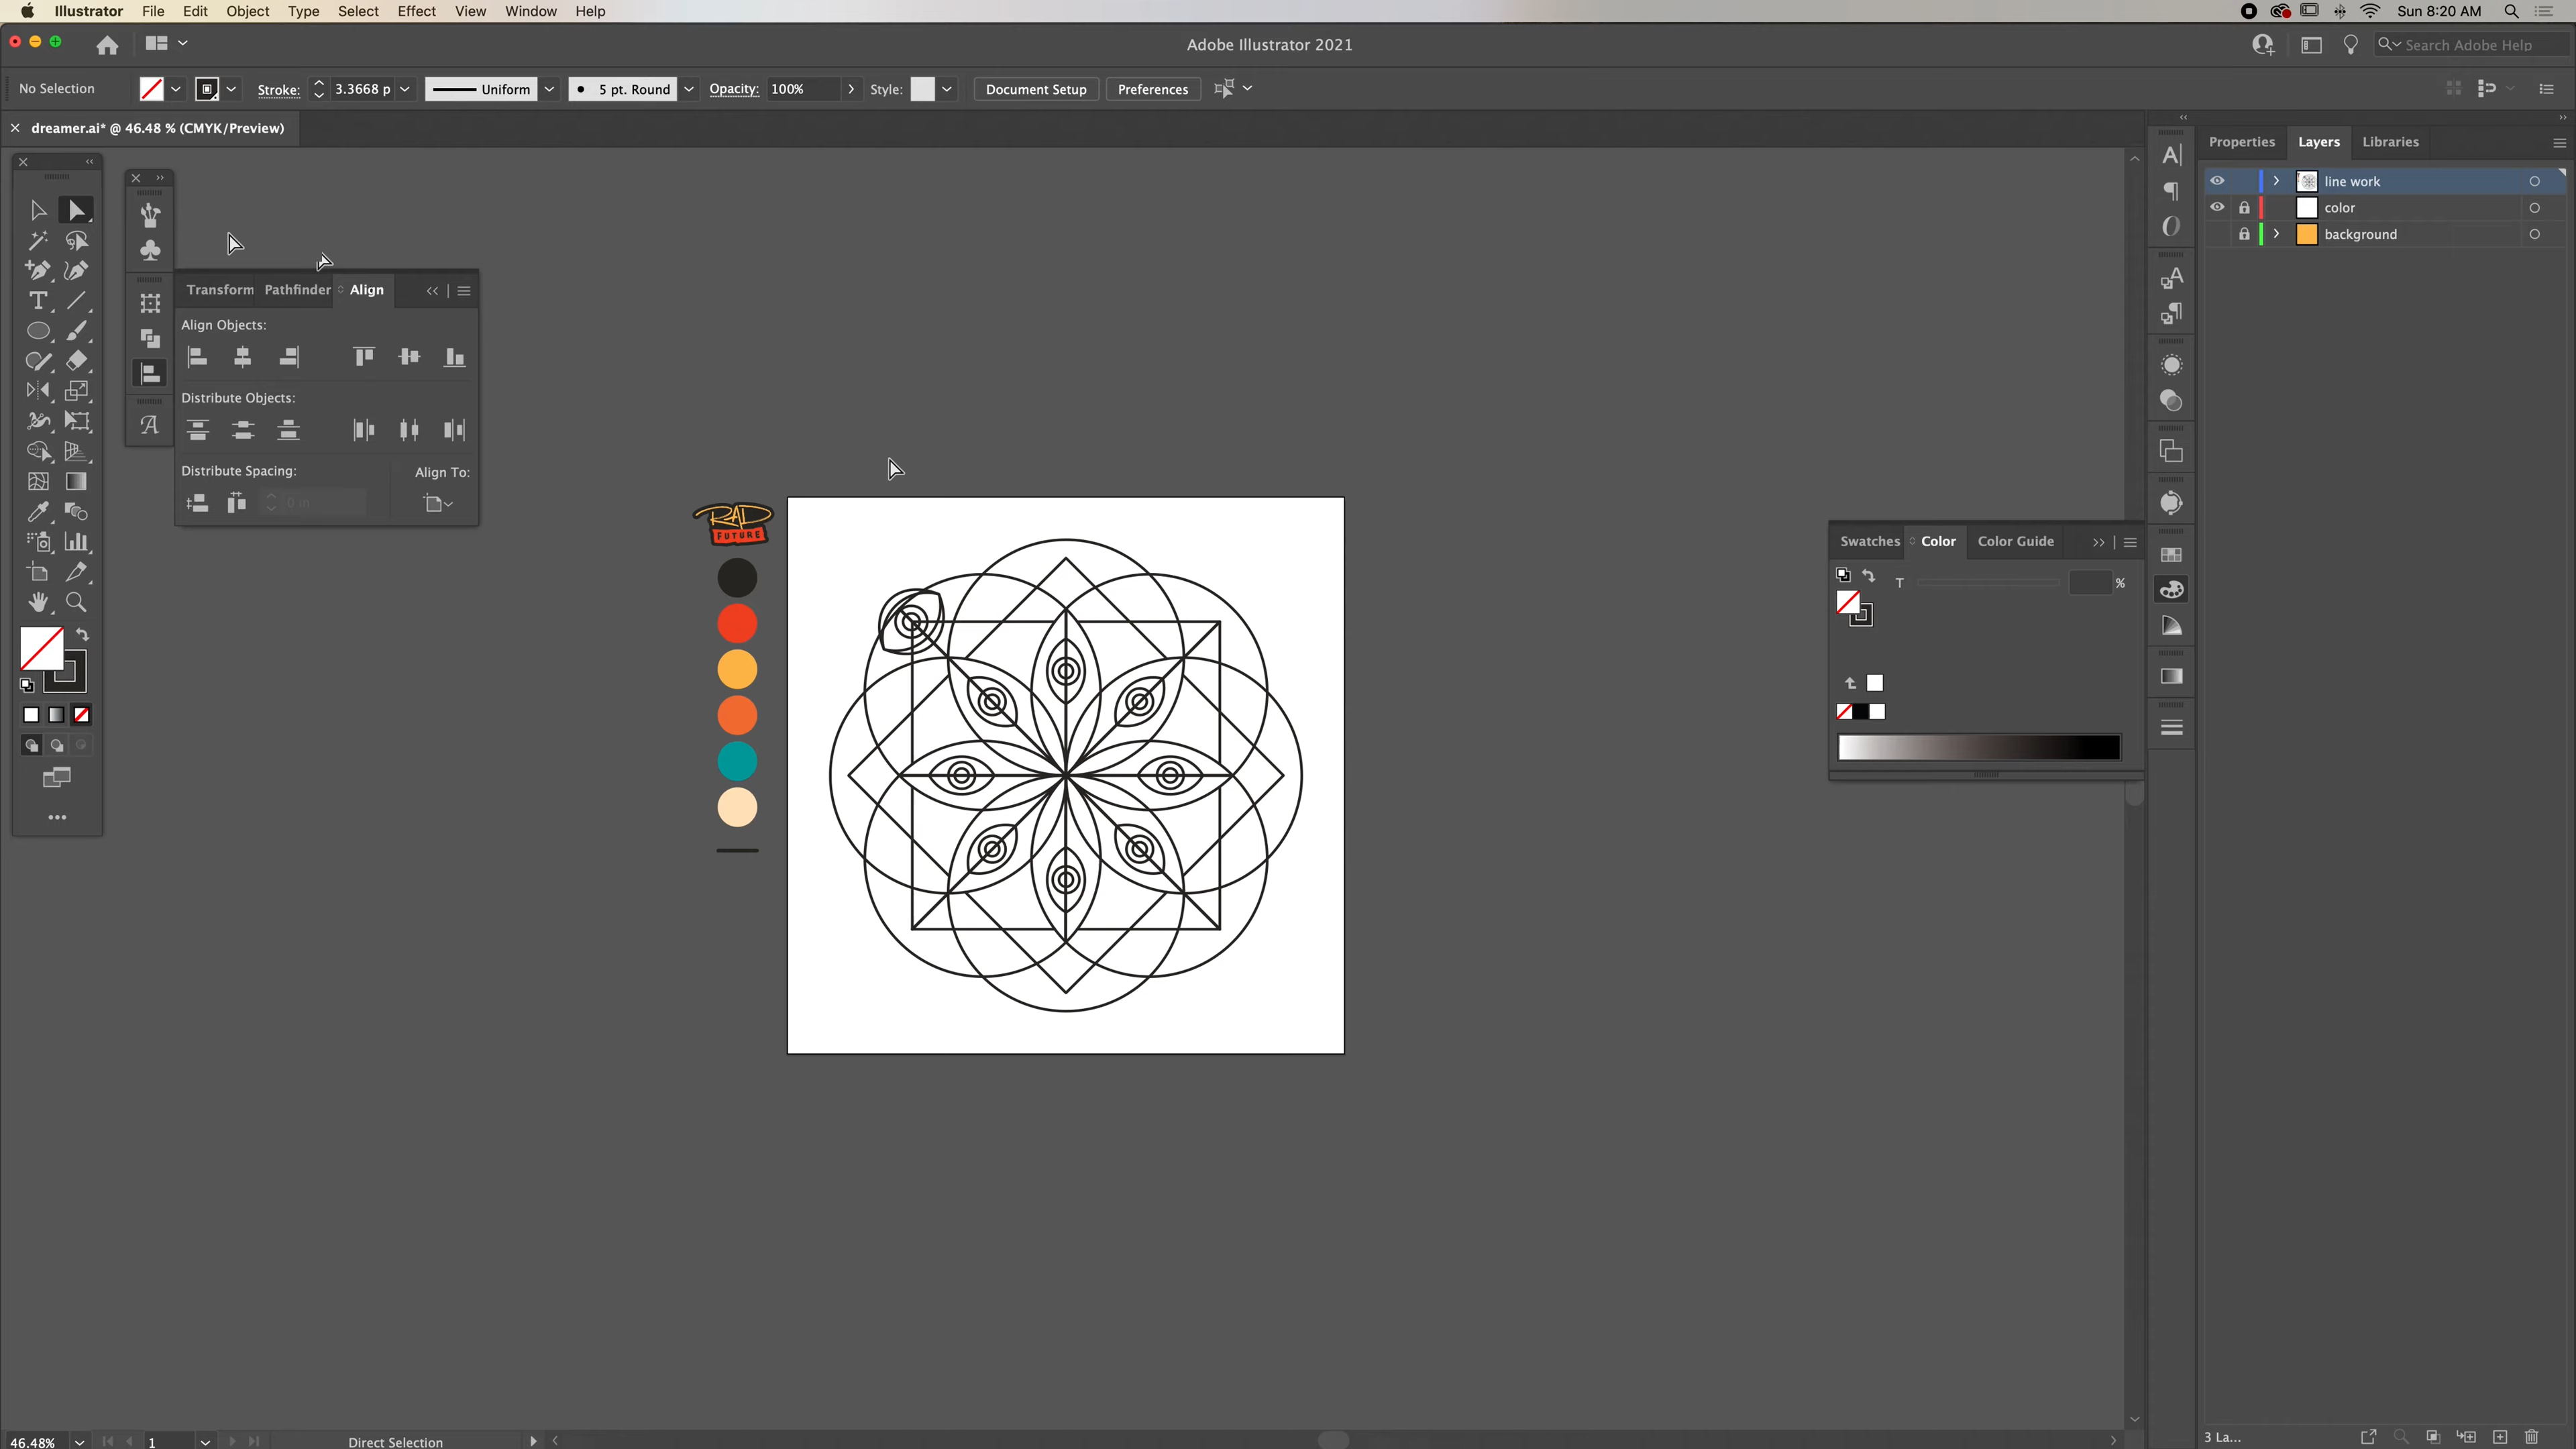 Illustrator File Edit Object Type Select Effect View Window Help Sun 8:20 AM
Adobe Illustrator 2021 Search Adobe Help
No Selection Stroke: 3.3668 p Uniform 5 pt. Round Opacity: 100% Style: Document Setup Preferences
dreamer.ai* @ 46.48 % (CMYK/Preview)
Properties Layers Libraries
line work
color
background
Transform Pathfinder Align
Align Objects:
Distribute Objects:
Distribute Spacing: Align To:
0 in
RAD
FUTURE
Swatches Color Color Guide
T %
46.48% 1 Direct Selection 3 La...